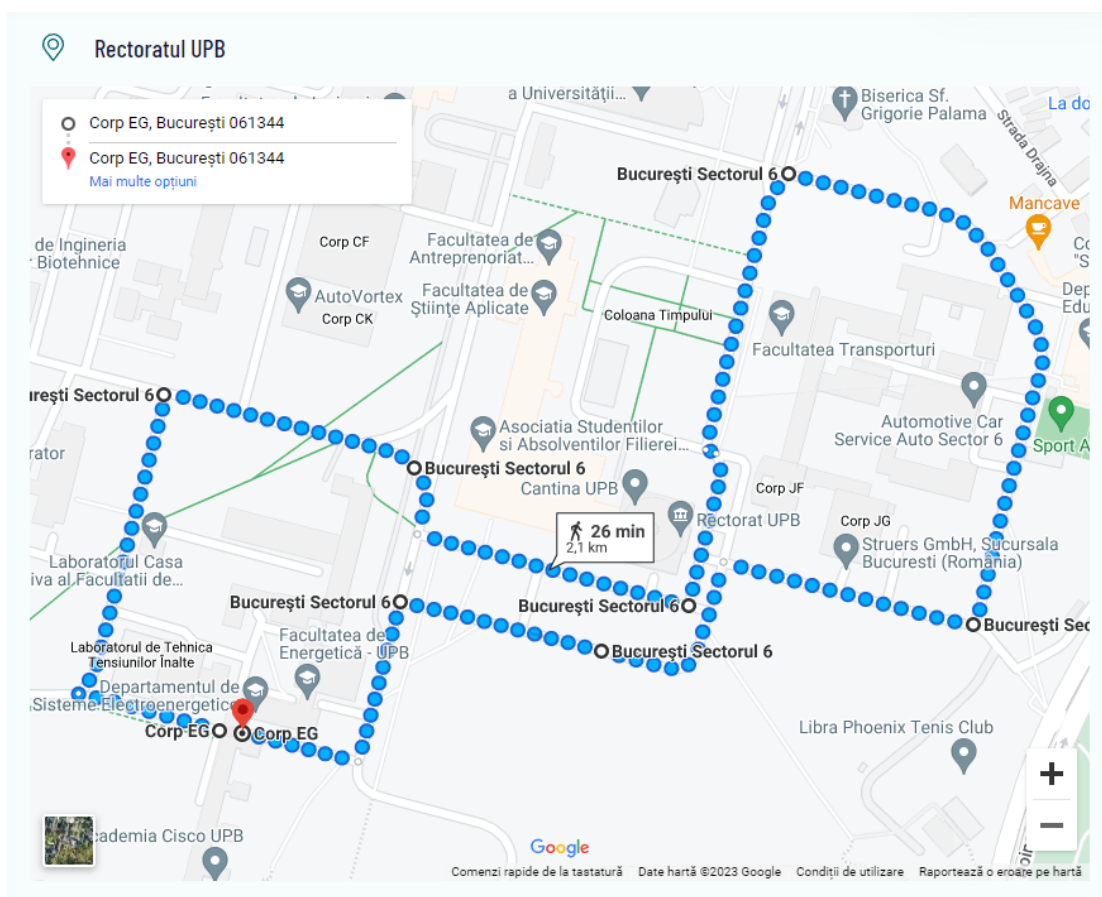 Rectoratul UPB
Corp EG, București 061344
Corp EG, București 061344
Mai multe opțiuni
a Universității...
Biserica Sf.
Grigorie Palama
La do
Strada Drajna
București Sectorul 6
Mancave
de Ingineria
Biotehnice
Corp CF
Facultatea de
Antreprenoriat...
AutoVortex
Corp CK
Facultatea de
Științe Aplicate
Coloana Timpului
Facultatea Transporturi
Dep
Edu
urești Sectorul 6
Automotive Car
Service Auto Sector 6
Sport A
rator
Asociatia Studentilor
si Absolventilor Filierei...
București Sectorul 6
Cantina UPB
Corp JF
Rectorat UPB
Corp JG
26 min
2,1 km
Struers GmbH, Sucursala
Bucuresti (România)
Laboratorul Casa
iva al Facultatii de...
București Sectorul 6
București Sectorul 6
București Sec
Laboratorul de Tehnica
Tensiunilor Înalte
Facultatea de
Energetică - UPB
București Sectorul 6
Departamentul de
Sisteme Electroenergetice
Corp EG
Corp EG
Libra Phoenix Tenis Club
cademia Cisco UPB
Google
Comenzi rapide de la tastatură
Date hartă ©2023 Google
Condiții de utilizare
Raportează o eroare pe hartă